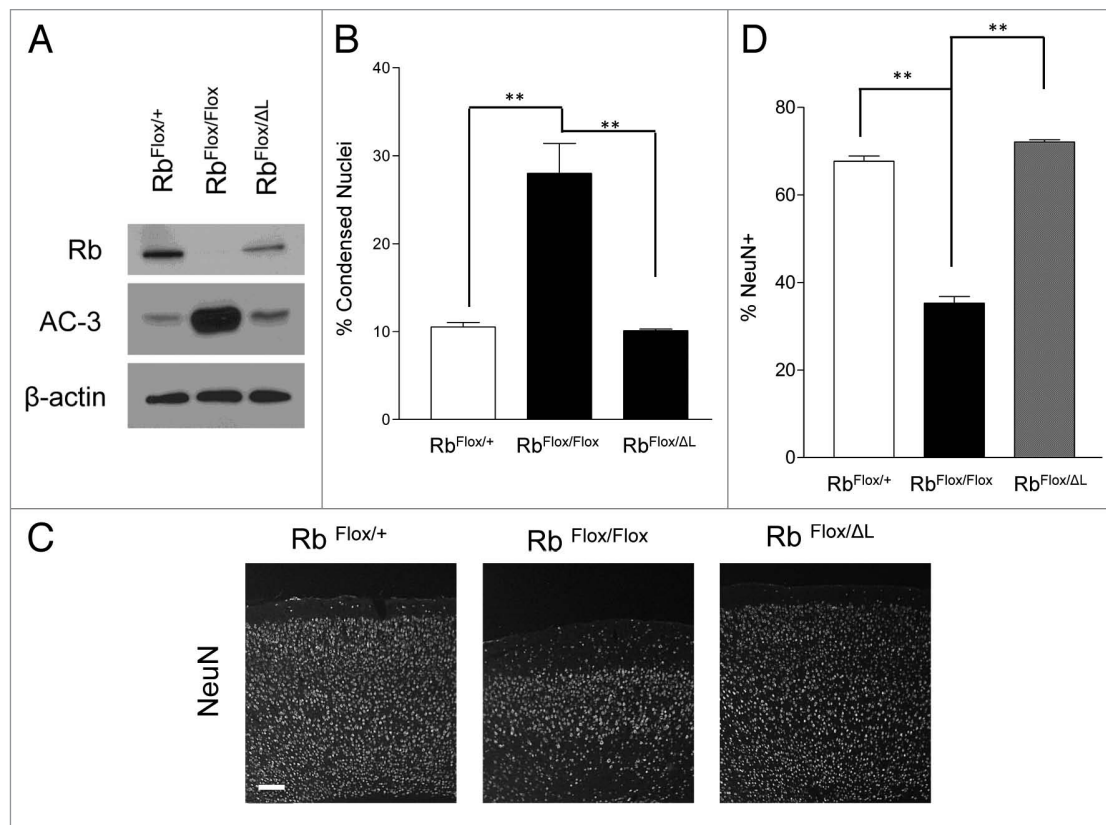 A
Rb^Flox/+
Rb^Flox/Flox
Rb^Flox/ΔL
Rb
AC-3
β-actin
B
% Condensed Nuclei
40
30
20
10
0
**
**
Rb^Flox/+
Rb^Flox/Flox
Rb^Flox/ΔL
D
% NeuN+
80
60
40
20
0
**
**
Rb^Flox/+
Rb^Flox/Flox
Rb^Flox/ΔL
C
Rb ^Flox/+
Rb ^Flox/Flox
Rb ^Flox/ΔL
NeuN